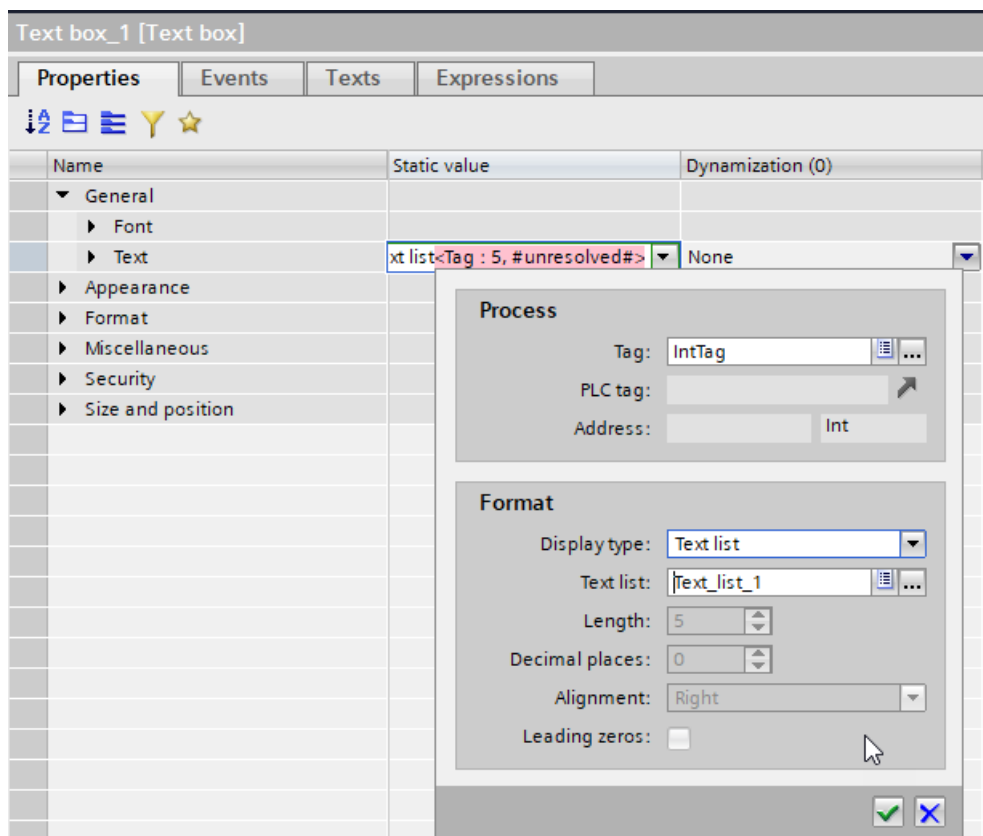 Text box_1 [Text box]
Properties Events Texts Expressions
Name Static value Dynamization (0)
General
Font
Text xt list<Tag : 5, #unresolved#> None
Appearance
Format
Miscellaneous
Security
Size and position
Process
Tag: IntTag
PLC tag:
Address: Int
Format
Display type: Text list
Text list: Text_list_1
Length: 5
Decimal places: 0
Alignment: Right
Leading zeros: